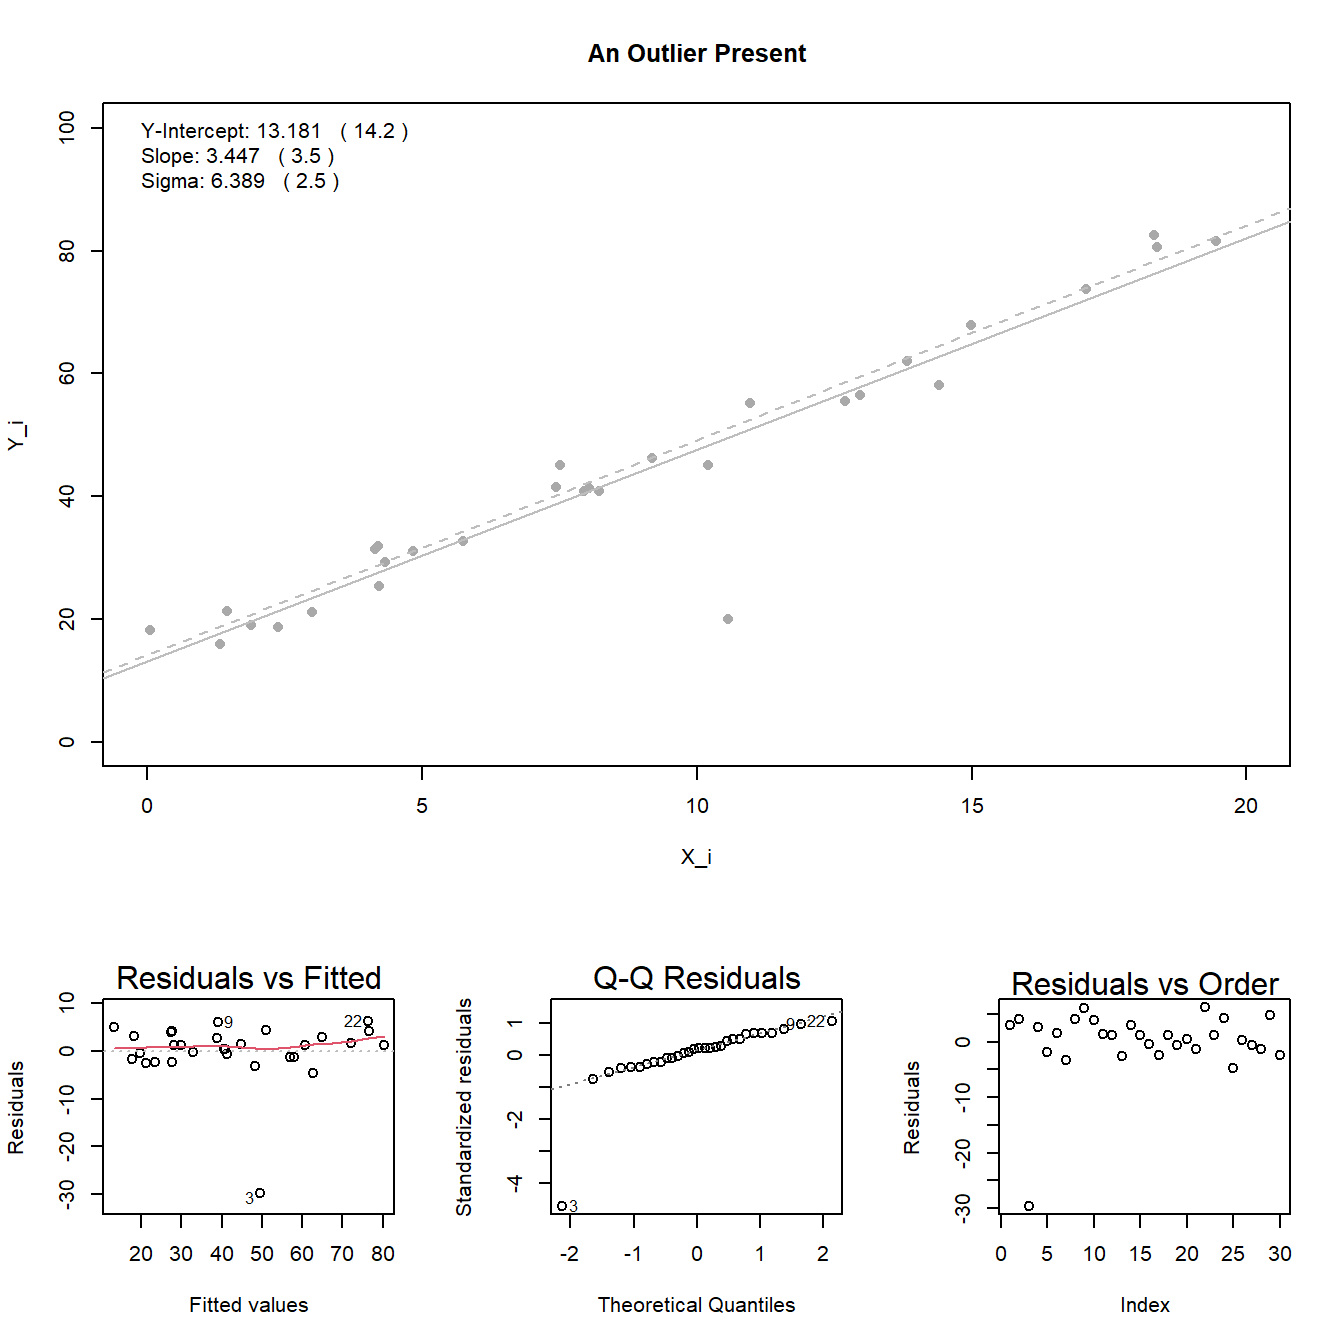 An Outlier Present
Y-Intercept: 13.181 ( 14.2 )
Slope: 3.447 ( 3.5 )
Sigma: 6.389 ( 2.5 )
100
80
60
40
20
0
Y_i
0 5 10 15 20
X_i
Residuals vs Fitted
10
0
-10
-20
-30
Residuals
9
22
3
20 30 40 50 60 70 80
Fitted values
Q-Q Residuals
1
0
-2
-4
Standardized residuals
9
22
3
-2 -1 0 1 2
Theoretical Quantiles
Residuals vs Order
0
-10
-30
Residuals
0 5 10 15 20 25 30
Index